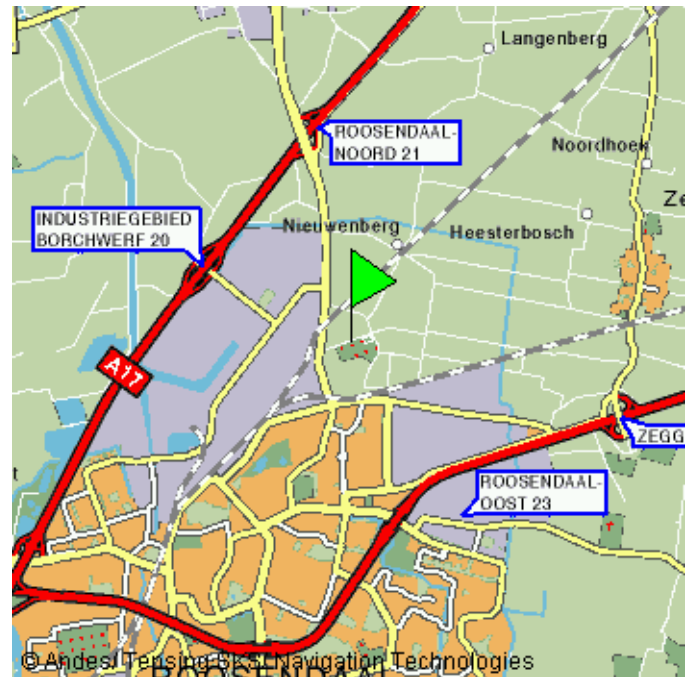 Langenberg
ROOSENDAAL-
NOORD 21
Noordhoek
Ze
INDUSTRIEGEBIED
BORCHWERF 20
Nieuwenberg
Heesterbosch
A17
ZEGG
ROOSENDAAL-
OOST 23
t
© Andes/Tensing SKS, Navigation Technologies
ROOSENDAAL